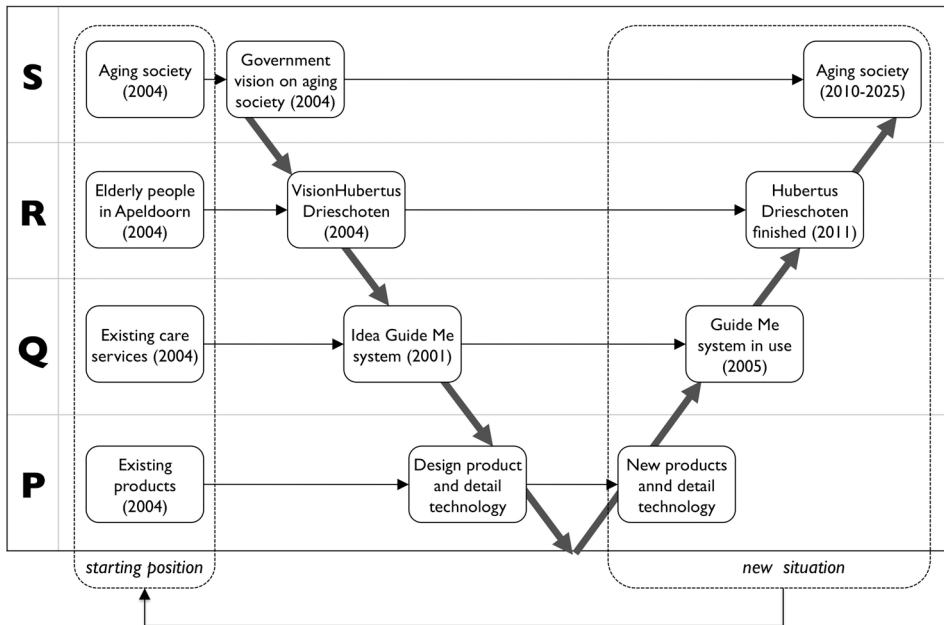 S
Aging society
(2004)
Government
vision on aging
society (2004)
Aging society
(2010-2025)
R
Elderly people
in Apeldoorn
(2004)
VisionHubertus
Drieschoten
(2004)
Hubertus
Drieschoten
finished (2011)
Q
Existing care
services (2004)
Idea Guide Me
system (2001)
Guide Me
system in use
(2005)
P
Existing
products
(2004)
Design product
and detail
technology
New products
annd detail
technology
starting position
new situation